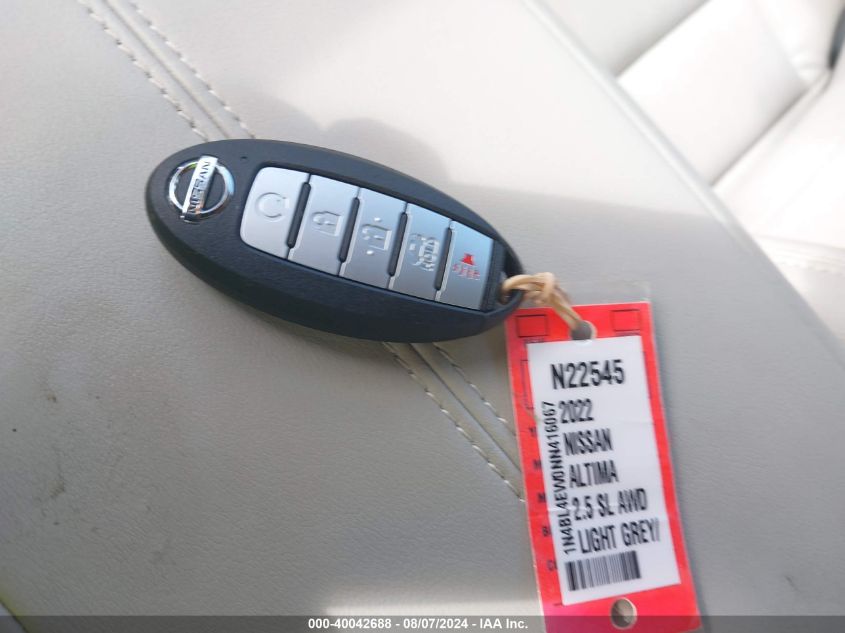 NISSAN
N22545
2022
NISSAN
ALTIMA
2.5 SL AWD
LIGHT GREY/
1N4BL4EW0NN416067
000-40042688 - 08/07/2024 - IAA Inc.